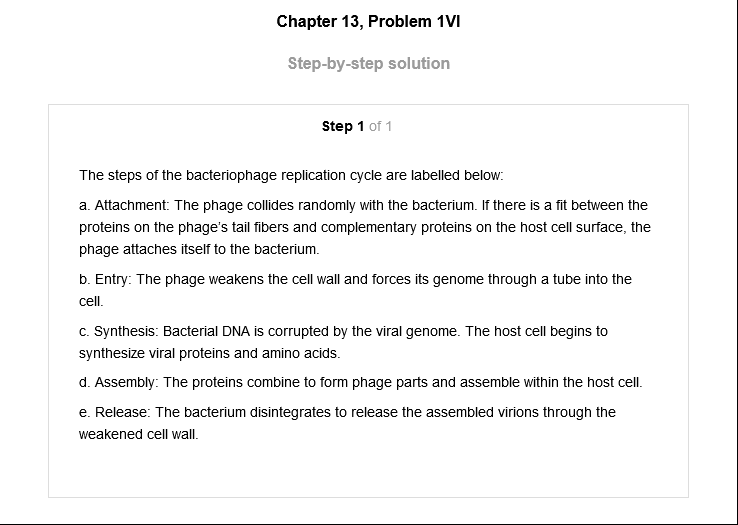 Chapter 13, Problem 1VI
Step-by-step solution
Step 1 of 1
The steps of the bacteriophage replication cycle are labelled below:
a. Attachment: The phage collides randomly with the bacterium. If there is a fit between the
proteins on the phage's tail fibers and complementary proteins on the host cell surface, the
phage attaches itself to the bacterium.
b. Entry: The phage weakens the cell wall and forces its genome through a tube into the
cell.
c. Synthesis: Bacterial DNA is corrupted by the viral genome. The host cell begins to
synthesize viral proteins and amino acids.
d. Assembly: The proteins combine to form phage parts and assemble within the host cell.
e. Release: The bacterium disintegrates to release the assembled virions through the
weakened cell wall.